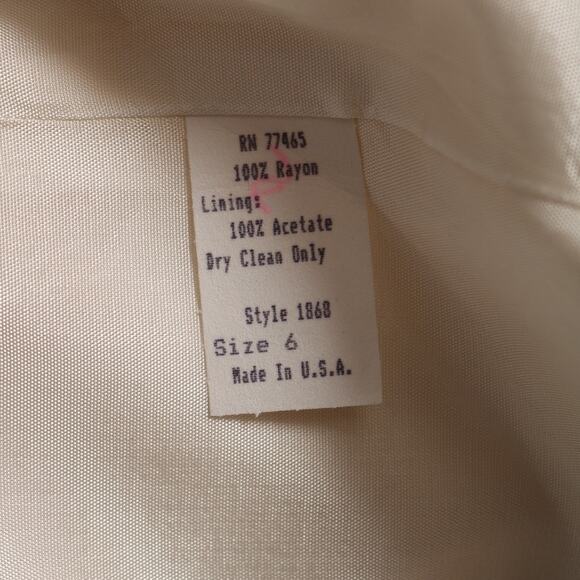 RN 77465
100% Rayon
Lining:
100% Acetate
Dry Clean Only
Style 1868
Size 6
Made In U.S.A.